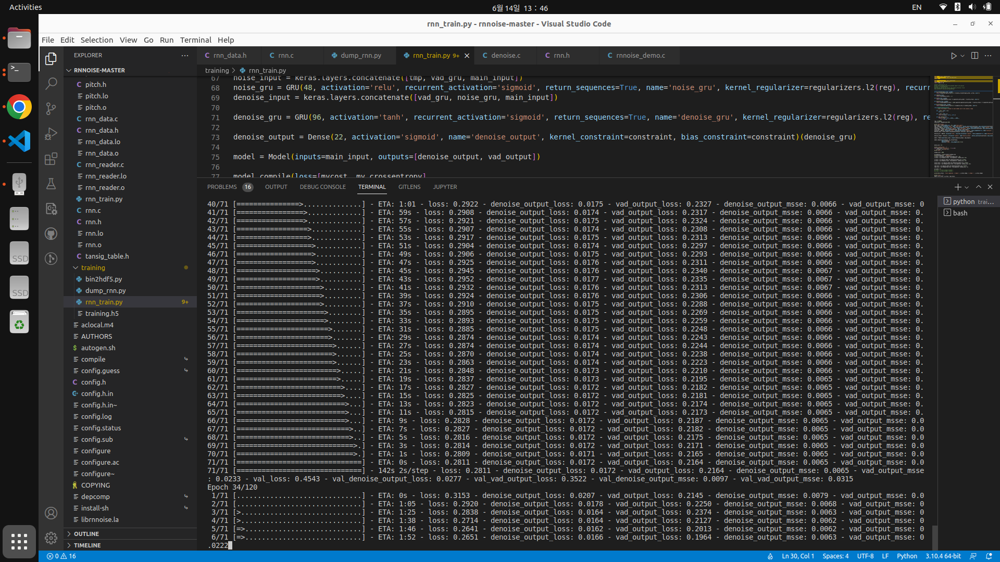 Activities
6월 14일 13 : 46
EN
rnn_train.py - rnnoise-master - Visual Studio Code
File Edit Selection View Go Run Terminal Help
EXPLORER
RNNOISE-MASTER
pitch.h
pitch.lo
pitch.o
rnn_data.c
rnn_data.h
rnn_data.lo
rnn_data.o
rnn_reader.c
rnn_reader.lo
rnn_reader.o
rnn_train.py
rnn.c
rnn.h
rnn.lo
rnn.o
tansig_table.h
training
bin2hdf5.py
dump_rnn.py
rnn_train.py 9+
training.h5
aclocal.m4
AUTHORS
autogen.sh
compile
config.guess
config.h
config.h.in
config.h.in~
config.log
config.status
config.sub
configure
configure.ac
configure~
COPYING
depcomp
install-sh
librnnoise.la
OUTLINE
TIMELINE
SSD
SSD
rnn_data.h rnn.c dump_rnn.py rnn_train.py 9+ denoise.c rnn.h rnnoise_demo.c
training > rnn_train.py
67 noise_input = keras.layers.concatenate([tmp, vad_gru, main_input])
68 noise_gru = GRU(48, activation='relu', recurrent_activation='sigmoid', return_sequences=True, name='noise_gru', kernel_regularizer=regularizers.l2(reg), recurr
69 denoise_input = keras.layers.concatenate([vad_gru, noise_gru, main_input])
70
71 denoise_gru = GRU(96, activation='tanh', recurrent_activation='sigmoid', return_sequences=True, name='denoise_gru', kernel_regularizer=regularizers.l2(reg), re
72
73 denoise_output = Dense(22, activation='sigmoid', name='denoise_output', kernel_constraint=constraint, bias_constraint=constraint)(denoise_gru)
74
75 model = Model(inputs=main_input, outputs=[denoise_output, vad_output])
76
77 model.compile(loss=[mycost, my_crossentropy],
PROBLEMS 16 OUTPUT DEBUG CONSOLE TERMINAL GITLENS JUPYTER
python trai...
bash
40/71 [===============>..............] - ETA: 1:01 - loss: 0.2922 - denoise_output_loss: 0.0175 - vad_output_loss: 0.2327 - denoise_output_msse: 0.0066 - vad_output_msse: 0
41/71 [================>.............] - ETA: 59s - loss: 0.2908 - denoise_output_loss: 0.0174 - vad_output_loss: 0.2317 - denoise_output_msse: 0.0066 - vad_output_msse: 0.
42/71 [================>.............] - ETA: 57s - loss: 0.2921 - denoise_output_loss: 0.0175 - vad_output_loss: 0.2324 - denoise_output_msse: 0.0066 - vad_output_msse: 0.
43/71 [=================>............] - ETA: 55s - loss: 0.2907 - denoise_output_loss: 0.0174 - vad_output_loss: 0.2308 - denoise_output_msse: 0.0066 - vad_output_msse: 0.
44/71 [=================>............] - ETA: 53s - loss: 0.2917 - denoise_output_loss: 0.0175 - vad_output_loss: 0.2313 - denoise_output_msse: 0.0066 - vad_output_msse: 0.
45/71 [==================>...........] - ETA: 51s - loss: 0.2904 - denoise_output_loss: 0.0174 - vad_output_loss: 0.2297 - denoise_output_msse: 0.0066 - vad_output_msse: 0.
46/71 [==================>...........] - ETA: 49s - loss: 0.2906 - denoise_output_loss: 0.0175 - vad_output_loss: 0.2293 - denoise_output_msse: 0.0066 - vad_output_msse: 0.
47/71 [==================>...........] - ETA: 47s - loss: 0.2925 - denoise_output_loss: 0.0176 - vad_output_loss: 0.2311 - denoise_output_msse: 0.0066 - vad_output_msse: 0.
48/71 [===================>..........] - ETA: 45s - loss: 0.2945 - denoise_output_loss: 0.0176 - vad_output_loss: 0.2340 - denoise_output_msse: 0.0067 - vad_output_msse: 0.
49/71 [===================>..........] - ETA: 43s - loss: 0.2952 - denoise_output_loss: 0.0177 - vad_output_loss: 0.2335 - denoise_output_msse: 0.0067 - vad_output_msse: 0.
50/71 [====================>.........] - ETA: 41s - loss: 0.2932 - denoise_output_loss: 0.0176 - vad_output_loss: 0.2313 - denoise_output_msse: 0.0066 - vad_output_msse: 0.
51/71 [====================>.........] - ETA: 39s - loss: 0.2924 - denoise_output_loss: 0.0176 - vad_output_loss: 0.2306 - denoise_output_msse: 0.0066 - vad_output_msse: 0.
52/71 [====================>.........] - ETA: 37s - loss: 0.2910 - denoise_output_loss: 0.0175 - vad_output_loss: 0.2288 - denoise_output_msse: 0.0066 - vad_output_msse: 0.
53/71 [=====================>........] - ETA: 35s - loss: 0.2895 - denoise_output_loss: 0.0175 - vad_output_loss: 0.2269 - denoise_output_msse: 0.0066 - vad_output_msse: 0.
54/71 [=====================>........] - ETA: 33s - loss: 0.2893 - denoise_output_loss: 0.0175 - vad_output_loss: 0.2259 - denoise_output_msse: 0.0066 - vad_output_msse: 0.
55/71 [======================>.......] - ETA: 31s - loss: 0.2885 - denoise_output_loss: 0.0175 - vad_output_loss: 0.2248 - denoise_output_msse: 0.0066 - vad_output_msse: 0.
56/71 [======================>.......] - ETA: 29s - loss: 0.2874 - denoise_output_loss: 0.0174 - vad_output_loss: 0.2243 - denoise_output_msse: 0.0066 - vad_output_msse: 0.
57/71 [=======================>......] - ETA: 27s - loss: 0.2874 - denoise_output_loss: 0.0174 - vad_output_loss: 0.2244 - denoise_output_msse: 0.0066 - vad_output_msse: 0.
58/71 [=======================>......] - ETA: 25s - loss: 0.2870 - denoise_output_loss: 0.0174 - vad_output_loss: 0.2238 - denoise_output_msse: 0.0066 - vad_output_msse: 0.
59/71 [=======================>......] - ETA: 23s - loss: 0.2863 - denoise_output_loss: 0.0174 - vad_output_loss: 0.2223 - denoise_output_msse: 0.0066 - vad_output_msse: 0.
60/71 [========================>.....] - ETA: 21s - loss: 0.2848 - denoise_output_loss: 0.0173 - vad_output_loss: 0.2210 - denoise_output_msse: 0.0066 - vad_output_msse: 0.
61/71 [========================>.....] - ETA: 19s - loss: 0.2837 - denoise_output_loss: 0.0173 - vad_output_loss: 0.2195 - denoise_output_msse: 0.0065 - vad_output_msse: 0.
62/71 [=========================>....] - ETA: 17s - loss: 0.2827 - denoise_output_loss: 0.0172 - vad_output_loss: 0.2182 - denoise_output_msse: 0.0065 - vad_output_msse: 0.
63/71 [=========================>....] - ETA: 15s - loss: 0.2825 - denoise_output_loss: 0.0172 - vad_output_loss: 0.2181 - denoise_output_msse: 0.0065 - vad_output_msse: 0.
64/71 [==========================>...] - ETA: 13s - loss: 0.2823 - denoise_output_loss: 0.0172 - vad_output_loss: 0.2174 - denoise_output_msse: 0.0065 - vad_output_msse: 0.
65/71 [==========================>...] - ETA: 11s - loss: 0.2815 - denoise_output_loss: 0.0172 - vad_output_loss: 0.2173 - denoise_output_msse: 0.0065 - vad_output_msse: 0.
66/71 [==========================>...] - ETA: 9s - loss: 0.2828 - denoise_output_loss: 0.0172 - vad_output_loss: 0.2187 - denoise_output_msse: 0.0065 - vad_output_msse: 0.0
67/71 [===========================>..] - ETA: 7s - loss: 0.2827 - denoise_output_loss: 0.0172 - vad_output_loss: 0.2182 - denoise_output_msse: 0.0065 - vad_output_msse: 0.0
68/71 [===========================>..] - ETA: 5s - loss: 0.2816 - denoise_output_loss: 0.0172 - vad_output_loss: 0.2175 - denoise_output_msse: 0.0065 - vad_output_msse: 0.0
69/71 [============================>.] - ETA: 3s - loss: 0.2814 - denoise_output_loss: 0.0172 - vad_output_loss: 0.2171 - denoise_output_msse: 0.0065 - vad_output_msse: 0.0
70/71 [============================>.] - ETA: 1s - loss: 0.2809 - denoise_output_loss: 0.0171 - vad_output_loss: 0.2165 - denoise_output_msse: 0.0065 - vad_output_msse: 0.0
71/71 [==============================] - ETA: 0s - loss: 0.2811 - denoise_output_loss: 0.0172 - vad_output_loss: 0.2164 - denoise_output_msse: 0.0065 - vad_output_msse: 0.0
71/71 [==============================] - 142s 2s/step - loss: 0.2811 - denoise_output_loss: 0.0172 - vad_output_loss: 0.2164 - denoise_output_msse: 0.0065 - vad_output_msse
: 0.0233 - val_loss: 0.4543 - val_denoise_output_loss: 0.0277 - val_vad_output_loss: 0.3522 - val_denoise_output_msse: 0.0097 - val_vad_output_msse: 0.0315
Epoch 34/120
1/71 [..............................] - ETA: 0s - loss: 0.3153 - denoise_output_loss: 0.0207 - vad_output_loss: 0.2145 - denoise_output_msse: 0.0079 - vad_output_msse: 0.0
2/71 [..............................] - ETA: 1:05 - loss: 0.2920 - denoise_output_loss: 0.0178 - vad_output_loss: 0.2250 - denoise_output_msse: 0.0068 - vad_output_msse: 0
3/71 [>.............................] - ETA: 1:25 - loss: 0.2838 - denoise_output_loss: 0.0164 - vad_output_loss: 0.2374 - denoise_output_msse: 0.0063 - vad_output_msse: 0
4/71 [>.............................] - ETA: 1:38 - loss: 0.2714 - denoise_output_loss: 0.0164 - vad_output_loss: 0.2127 - denoise_output_msse: 0.0062 - vad_output_msse: 0
5/71 [=>............................] - ETA: 1:46 - loss: 0.2641 - denoise_output_loss: 0.0162 - vad_output_loss: 0.2013 - denoise_output_msse: 0.0062 - vad_output_msse: 0
6/71 [=>............................] - ETA: 1:52 - loss: 0.2651 - denoise_output_loss: 0.0166 - vad_output_loss: 0.1964 - denoise_output_msse: 0.0063 - vad_output_msse: 0
.0222
0 16
Ln 30, Col 1 Spaces: 4 UTF-8 LF Python 3.10.4 64-bit